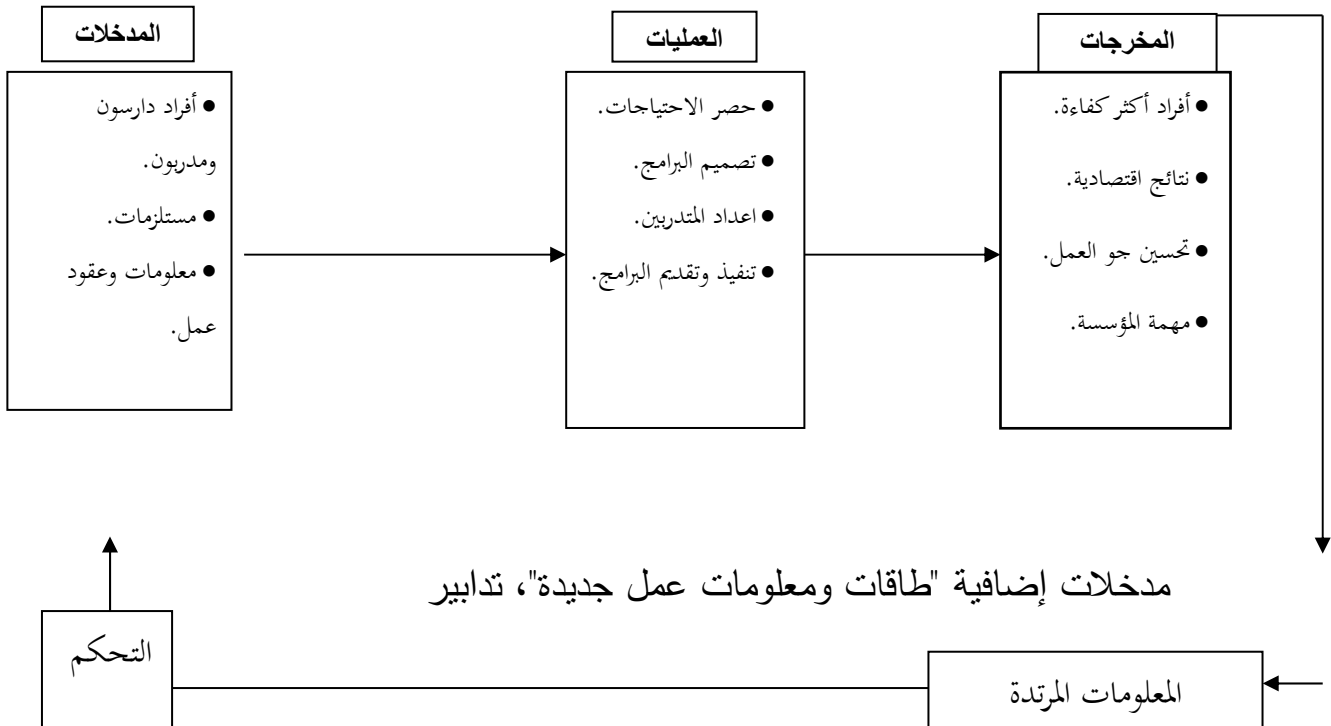 المدخلات
● أفراد دارسون
ومدربون.
● مستلزمات.
● معلومات وعقود
عمل.
العمليات
● حصر الاحتياجات.
● تصميم البرامج.
● اعداد المتدربين.
● تنفيذ وتقديم البرامج.
المخرجات
● أفراد أكثر كفاءة.
● نتائج اقتصادية.
● تحسين جو العمل.
● مهمة المؤسسة.
مدخلات إضافية "طاقات ومعلومات عمل جديدة"، تدابير
التحكم
المعلومات المرتدة